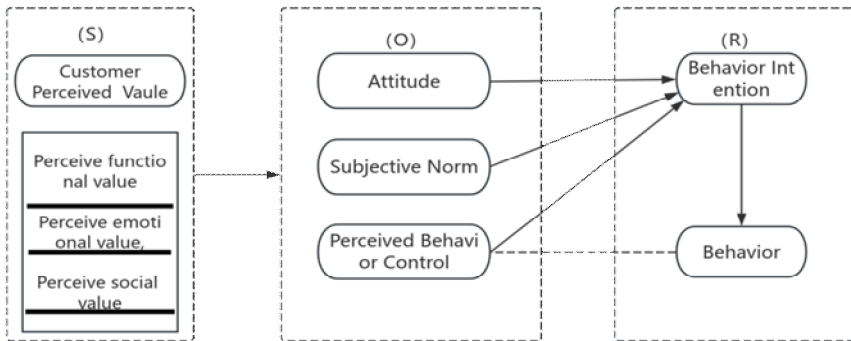 (S)
Customer
Perceived Vaule
Perceive functio
nal value
Perceive emoti
onal value,
Perceive social
value
(O)
Attitude
Subjective Norm
Perceived Behavi
or Control
(R)
Behavior Int
ention
Behavior